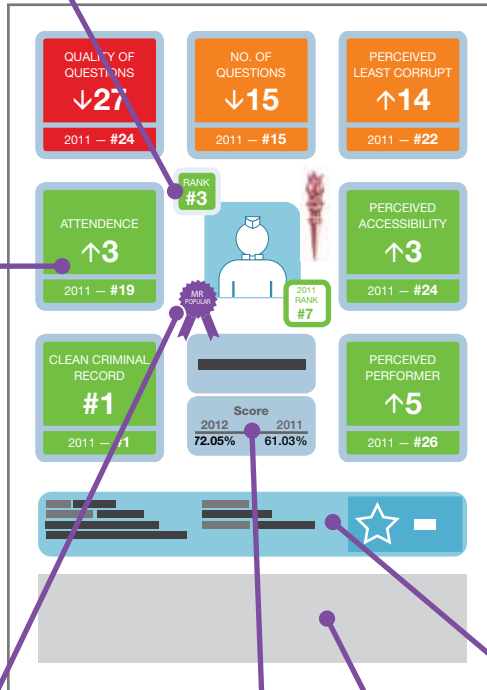 QUALITY OF
QUESTIONS
↓27
2011 – #24
NO. OF
QUESTIONS
↓15
2011 – #15
PERCEIVED
LEAST CORRUPT
↑14
2011 – #22
RANK
#3
ATTENDENCE
↑3
2011 – #19
MR
POPULAR
2011
RANK
#7
PERCEIVED
ACCESSIBILITY
↑3
2011 – #24
CLEAN CRIMINAL
RECORD
#1
2011 – #1
Score
2012 2011
72.05% 61.03%
PERCEIVED
PERFORMER
↑5
2011 – #26